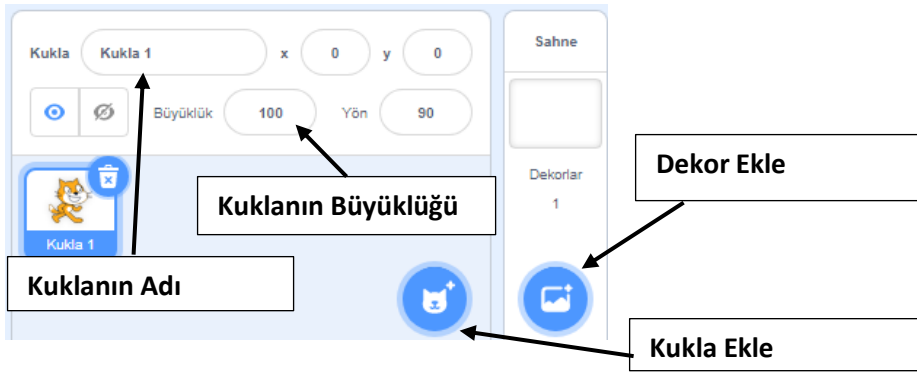 Kukla Kukla 1 x 0 y 0
Sahne
Büyüklük 100 Yön 90
Dekor Ekle
Dekorlar
1
Kuklanın Büyüklüğü
Kukla 1
Kuklanın Adı
Kukla Ekle